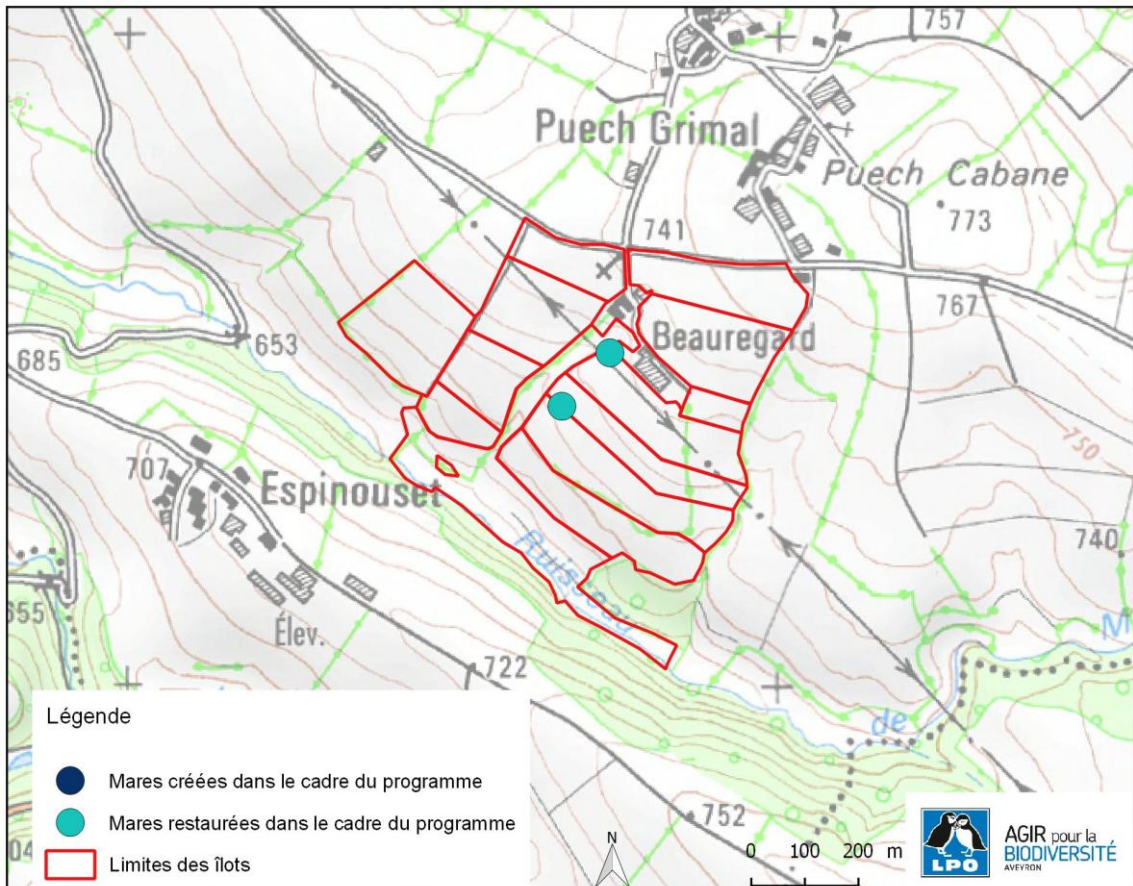 757
Puech Grimal
Puech Cabane
773
741
767
653
685
Beauregard
750
707
Espinouset
740
Ruisseau
655
Élev.
M
722
de
Légende
Mares créées dans le cadre du programme
Mares restaurées dans le cadre du programme
Limites des îlots
752
N
0 100 200 m
04
LPO
AGIR pour la
BIODIVERSITÉ
AVEYRON